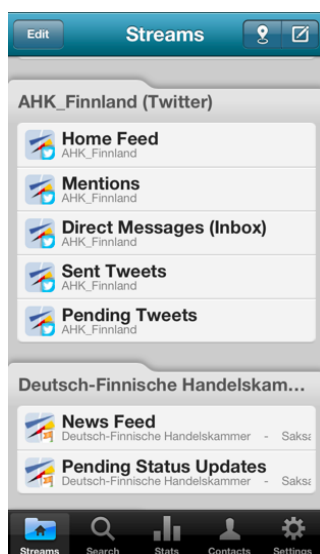 Edit Streams
AHK_Finnland (Twitter)
Home Feed
AHK_Finnland
Mentions
AHK_Finnland
Direct Messages (Inbox)
AHK_Finnland
Sent Tweets
AHK_Finnland
Pending Tweets
AHK_Finnland
Deutsch-Finnische Handelskam...
News Feed
Deutsch-Finnische Handelskammer - Saksa
Pending Status Updates
Deutsch-Finnische Handelskammer - Saksa
Streams Search Stats Contacts Settings